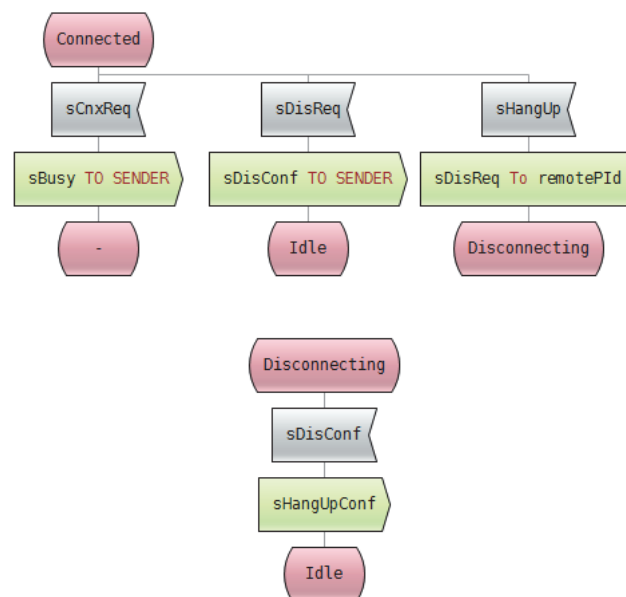 Connected
sCnxReq
sDisReq
sHangUp
sBusy TO SENDER
sDisConf TO SENDER
sDisReq To remotePId
-
Idle
Disconnecting
Disconnecting
sDisConf
sHangUpConf
Idle